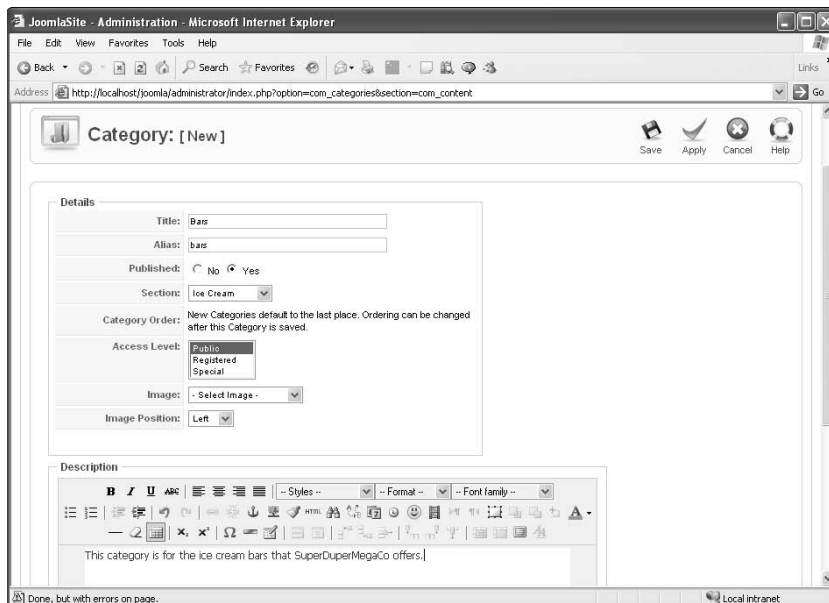 JoomlaSite - Administration - Microsoft Internet Explorer
File Edit View Favorites Tools Help
Back Search Favorites Links
Address http://localhost/joomla/administrator/index.php?option=com_categories&section=com_content Go
Category: [ New ]
Save Apply Cancel Help
Details
Title: Bars
Alias: bars
Published: No Yes
Section: Ice Cream
Category Order: New Categories default to the last place. Ordering can be changed
after this Category is saved.
Access Level: Public
Registered
Special
Image: - Select Image -
Image Position: Left
Description
B I U ABC -- Styles -- -- Format -- -- Font family --
HTML A
This category is for the ice cream bars that SuperDuperMegaCo offers.
Done, but with errors on page. Local intranet